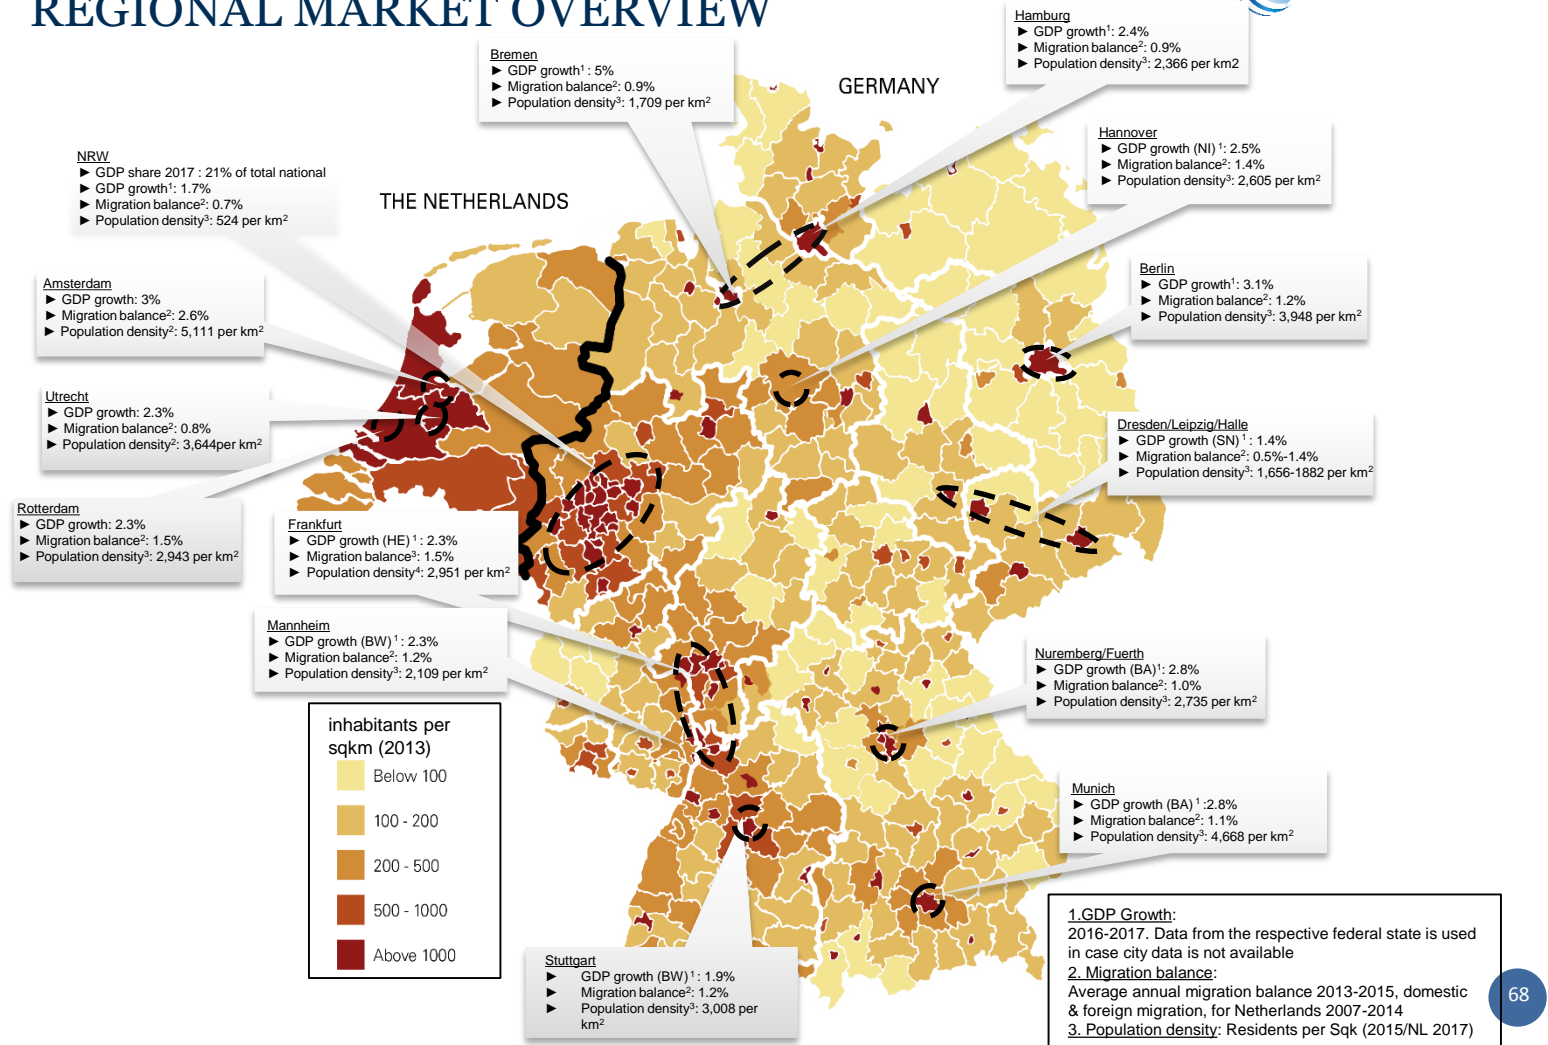 REGIONAL MARKET OVERVIEW
Hamburg
► GDP growth¹: 2.4%
► Migration balance²: 0.9%
► Population density³: 2,366 per km2
Bremen
► GDP growth¹ : 5%
► Migration balance²: 0.9%
► Population density³: 1,709 per km²
GERMANY
Hannover
► GDP growth (NI) ¹: 2.5%
► Migration balance²: 1.4%
► Population density³: 2,605 per km²
NRW
► GDP share 2017 : 21% of total national
► GDP growth¹: 1.7%
► Migration balance²: 0.7%
► Population density³: 524 per km²
THE NETHERLANDS
Amsterdam
► GDP growth: 3%
► Migration balance²: 2.6%
► Population density²: 5,111 per km²
Berlin
► GDP growth¹: 3.1%
► Migration balance²: 1.2%
► Population density³: 3,948 per km²
Utrecht
► GDP growth: 2.3%
► Migration balance²: 0.8%
► Population density²: 3,644per km²
Dresden/Leipzig/Halle
► GDP growth (SN) ¹ : 1.4%
► Migration balance²: 0.5%-1.4%
► Population density³: 1,656-1882 per km²
Rotterdam
► GDP growth: 2.3%
► Migration balance²: 1.5%
► Population density³: 2,943 per km²
Frankfurt
► GDP growth (HE) ¹ : 2.3%
► Migration balance³: 1.5%
► Population density⁴: 2,951 per km²
Mannheim
► GDP growth (BW) ¹ : 2.3%
► Migration balance²: 1.2%
► Population density³: 2,109 per km²
Nuremberg/Fuerth
► GDP growth (BA)¹: 2.8%
► Migration balance²: 1.0%
► Population density³: 2,735 per km²
inhabitants per
sqkm (2013)
Below 100
100 - 200
200 - 500
500 - 1000
Above 1000
Munich
► GDP growth (BA) ¹ :2.8%
► Migration balance²: 1.1%
► Population density³: 4,668 per km²
Stuttgart
► GDP growth (BW) ¹ : 1.9%
► Migration balance²: 1.2%
► Population density³: 3,008 per
km²
1.GDP Growth:
2016-2017. Data from the respective federal state is used
in case city data is not available
2. Migration balance:
Average annual migration balance 2013-2015, domestic
& foreign migration, for Netherlands 2007-2014
3. Population density: Residents per Sqk (2015/NL 2017)
68